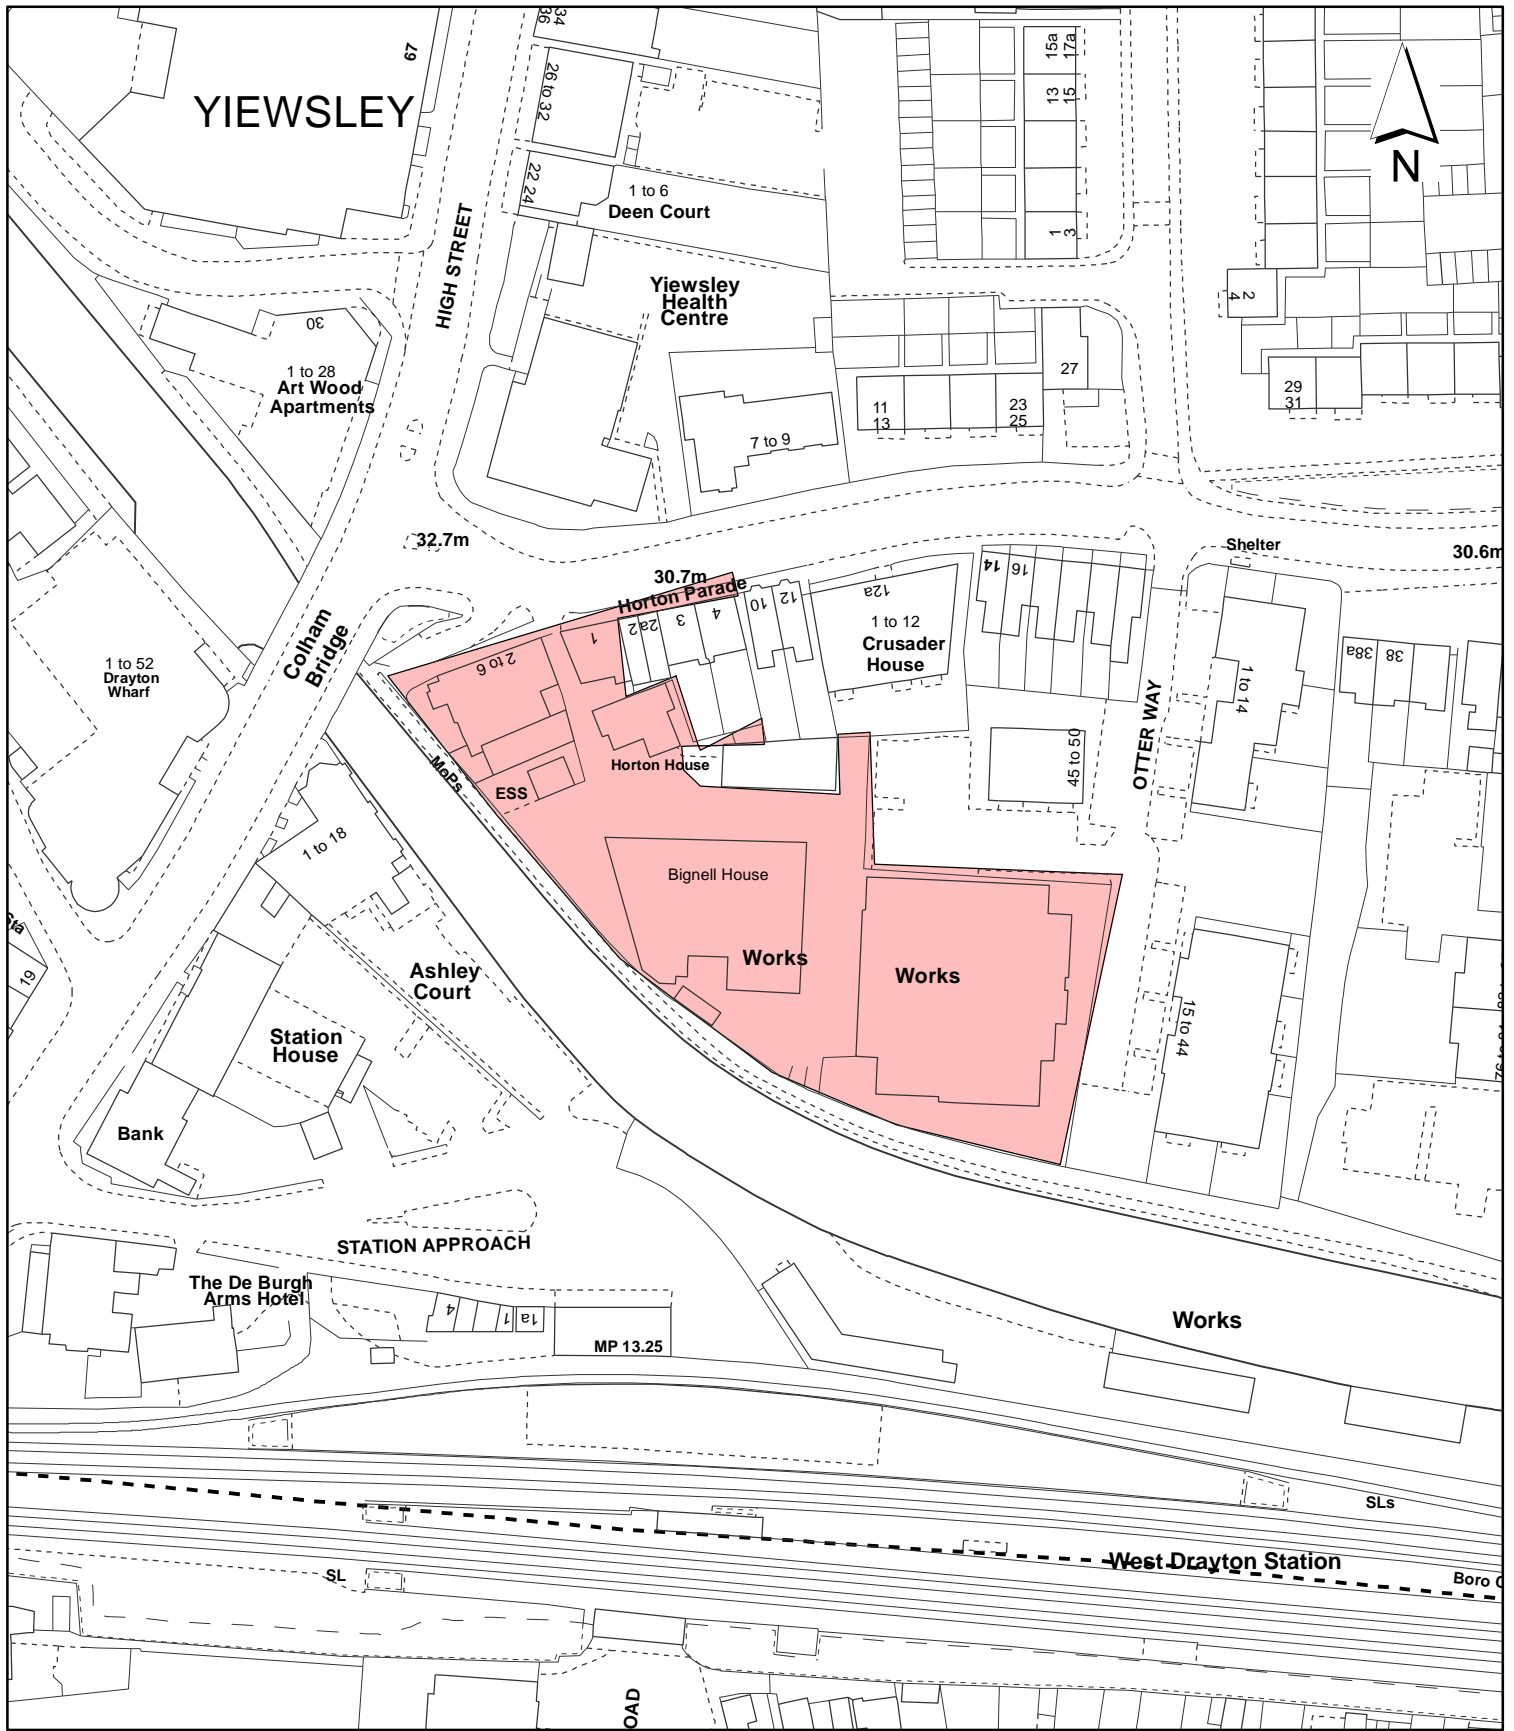 YIEWSLEY
67
34
36
26 to 32
22 24
1 to 6
Deen Court
15a
17a
13
15
1
3
N
HIGH STREET
Yiewsley
Health
Centre
2
4
30
1 to 28
Art Wood
Apartments
27
11
13
23
25
29
31
7 to 9
32.7m
Shelter
30.6m
30.7m
Horton Parade
14
16
12a
12
10
4
3
2a
2
1
2 to 6
1 to 12
Crusader
House
Colham
Bridge
1 to 52
Drayton
Wharf
38a
38
1 to 14
OTTER WAY
45 to 50
Horton House
MoPs
ESS
1 to 18
Bignell House
Sta
19
Works
Works
Ashley
Court
Station
House
15 to 44
Bank
STATION APPROACH
The De Burgh
Arms Hotel
4
1
1a
MP 13.25
Works
SLs
West Drayton Station
SL
Boro
OAD